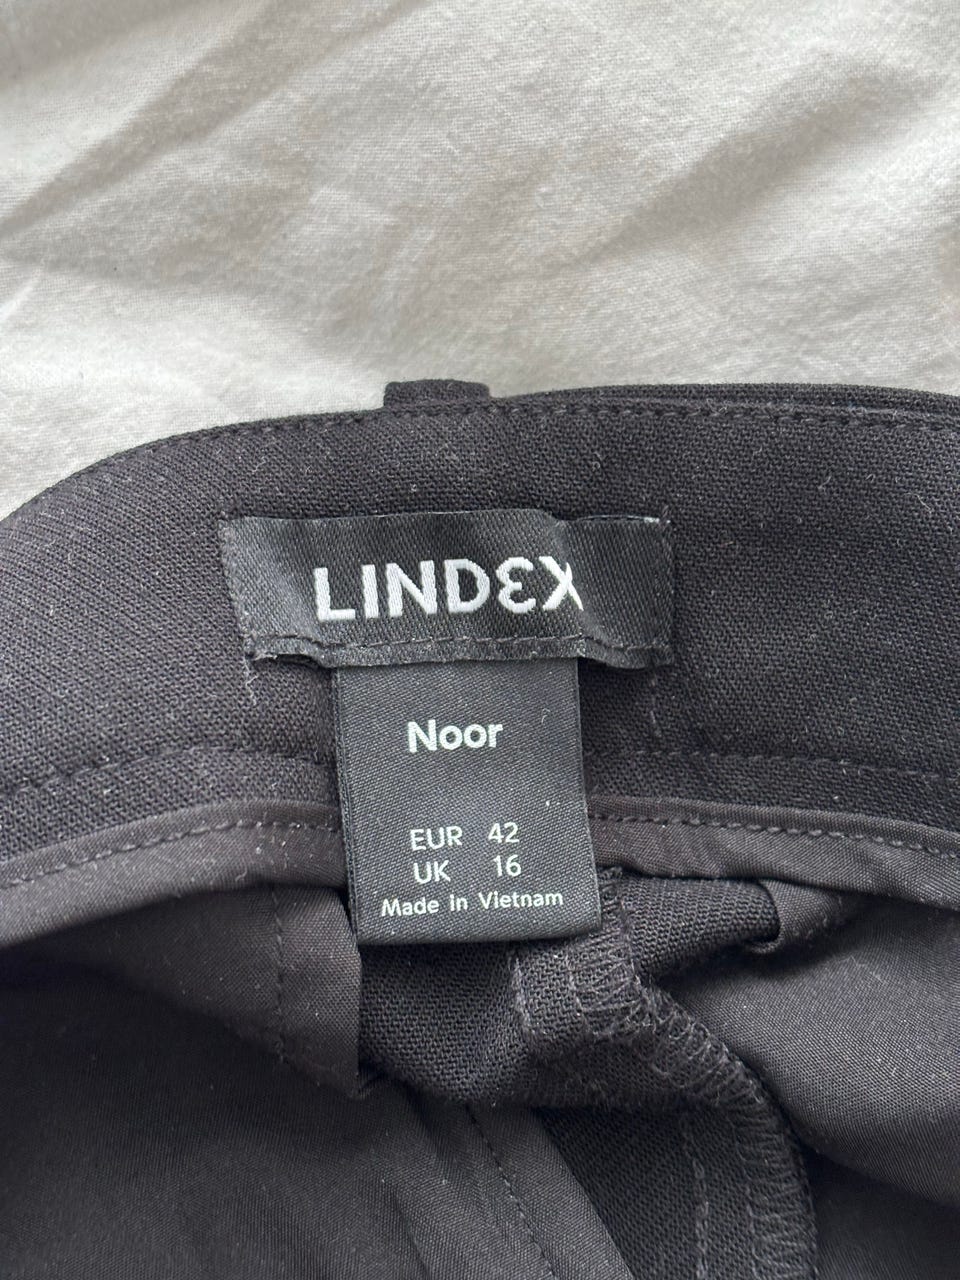 LINDEX
Noor
EUR 42
UK 16
Made in Vietnam